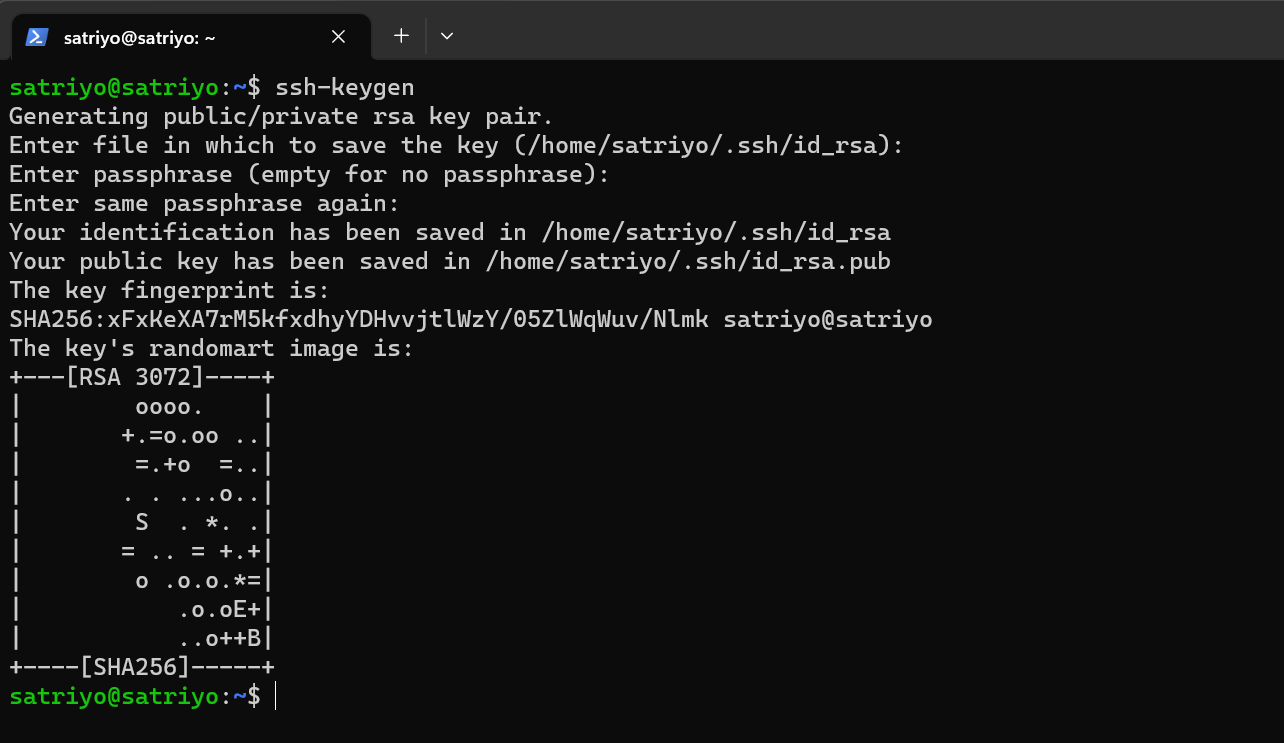 satriyo@satriyo: ~
satriyo@satriyo:~$ ssh-keygen
Generating public/private rsa key pair.
Enter file in which to save the key (/home/satriyo/.ssh/id_rsa):
Enter passphrase (empty for no passphrase):
Enter same passphrase again:
Your identification has been saved in /home/satriyo/.ssh/id_rsa
Your public key has been saved in /home/satriyo/.ssh/id_rsa.pub
The key fingerprint is:
SHA256:xFxKeXA7rM5kfxdhyYDHvvjtlWzY/05ZlWqWuv/Nlmk satriyo@satriyo
The key's randomart image is:
+---[RSA 3072]----+
|        oooo.    |
|       +.=o.oo ..|
|        =.+o  =..|
|       . . ...o..|
|        S  . *. .|
|       = .. = +.+|
|        o .o.o.*=|
|           .o.oE+|
|           ..o++B|
+----[SHA256]-----+
satriyo@satriyo:~$